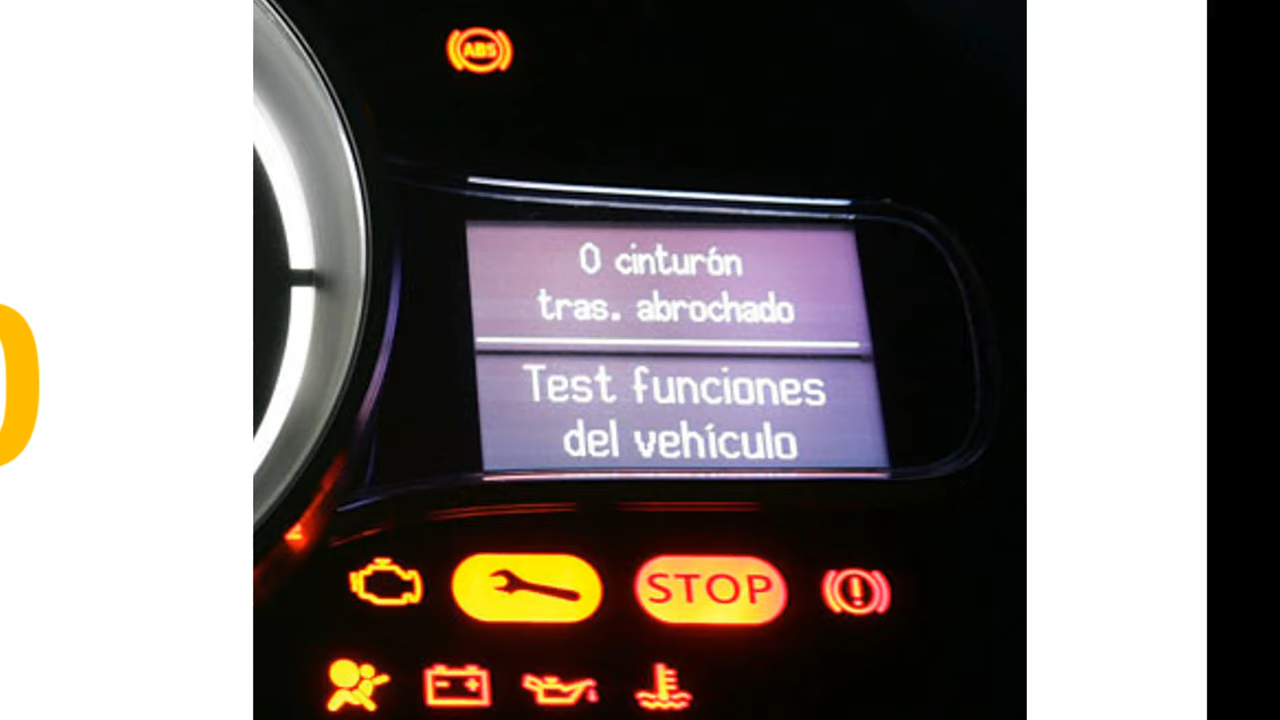 ABS
0 cinturón
tras. abrochado
Test funciones
del vehículo
STOP